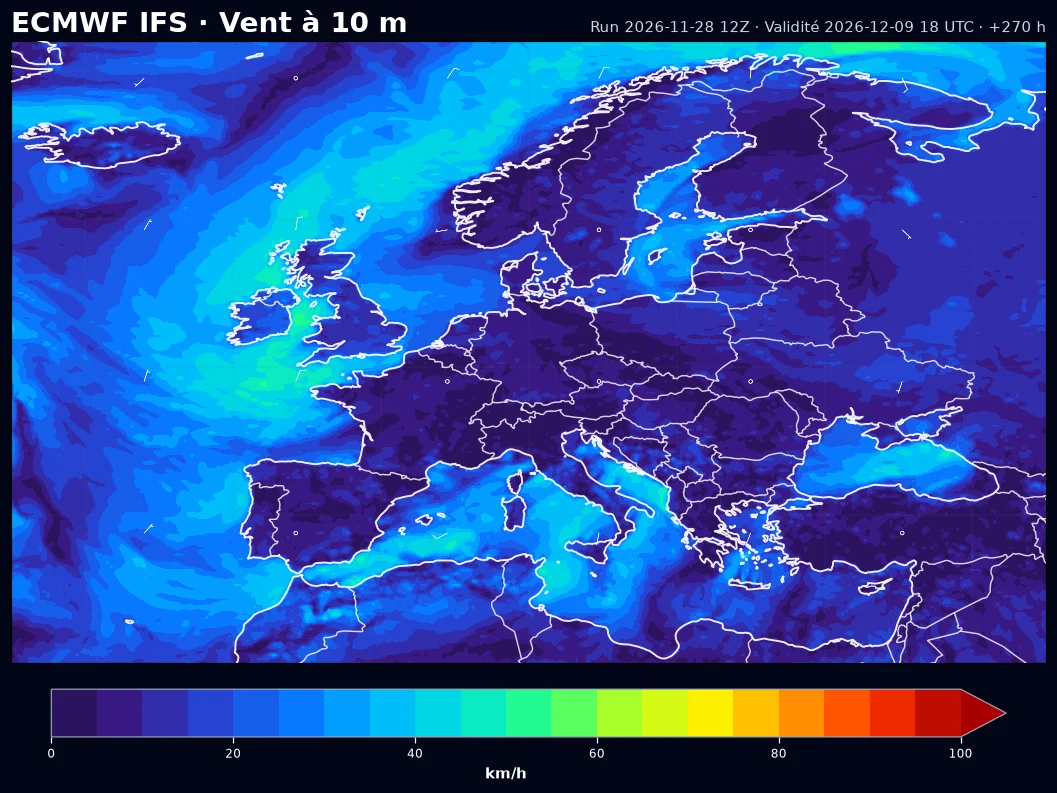 ECMWF IFS · Vent à 10 m
Run 2026-11-28 12Z · Validité 2026-12-09 18 UTC · +270 h
0 20 40 60 80 100
km/h